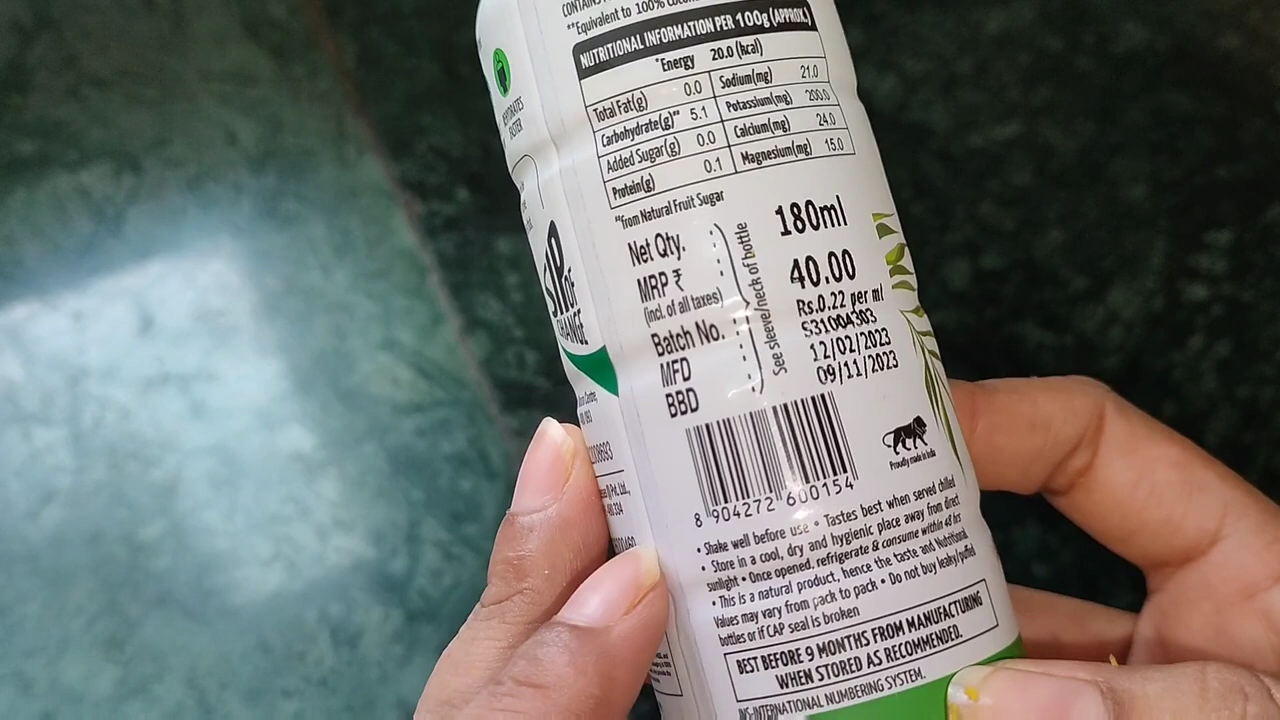 **Equivalent to 100%
NUTRITIONAL INFORMATION PER 100g (APPROX.)
*Energy 20.0 (kcal)
Total Fat(g) 0.0 Sodium(mg) 21.0
Carbohydrate(g)** 5.1 Potassium(mg) 200.0
Added Sugar(g) 0.0 Calcium(mg) 24.0
Protein(g) 0.1 Magnesium(mg) 15.0
**from Natural Fruit Sugar
Net Qty. 180ml
MRP ₹ 40.00
(incl. of all taxes) Rs.0.22 per ml
Batch No. S31004303
MFD 12/02/2023
BBD 09/11/2023
See sleeve/neck of bottle
8 904272 600154
Proudly made in India
• Shake well before use • Tastes best when served chilled
• Store in a cool, dry and hygienic place away from direct
sunlight • Once opened, refrigerate & consume within 48 hrs
• This is a natural product, hence the taste and Nutritional
Values may vary from pack to pack • Do not buy leaky/puffed
bottles or if CAP seal is broken
BEST BEFORE 9 MONTHS FROM MANUFACTURING
WHEN STORED AS RECOMMENDED.
INS-INTERNATIONAL NUMBERING SYSTEM.
SIP
OF